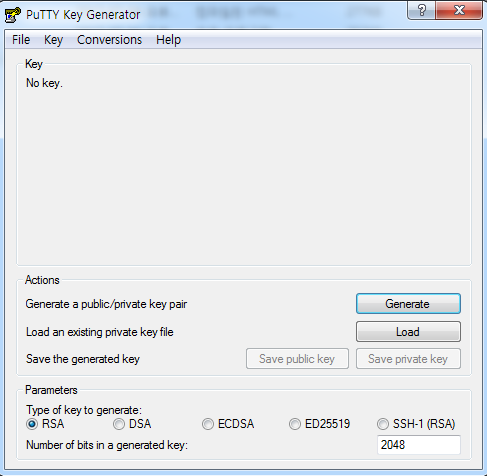 PuTTY Key Generator
File Key Conversions Help
Key
No key.
Actions
Generate a public/private key pair Generate
Load an existing private key file Load
Save the generated key Save public key Save private key
Parameters
Type of key to generate:
RSA DSA ECDSA ED25519 SSH-1 (RSA)
Number of bits in a generated key: 2048